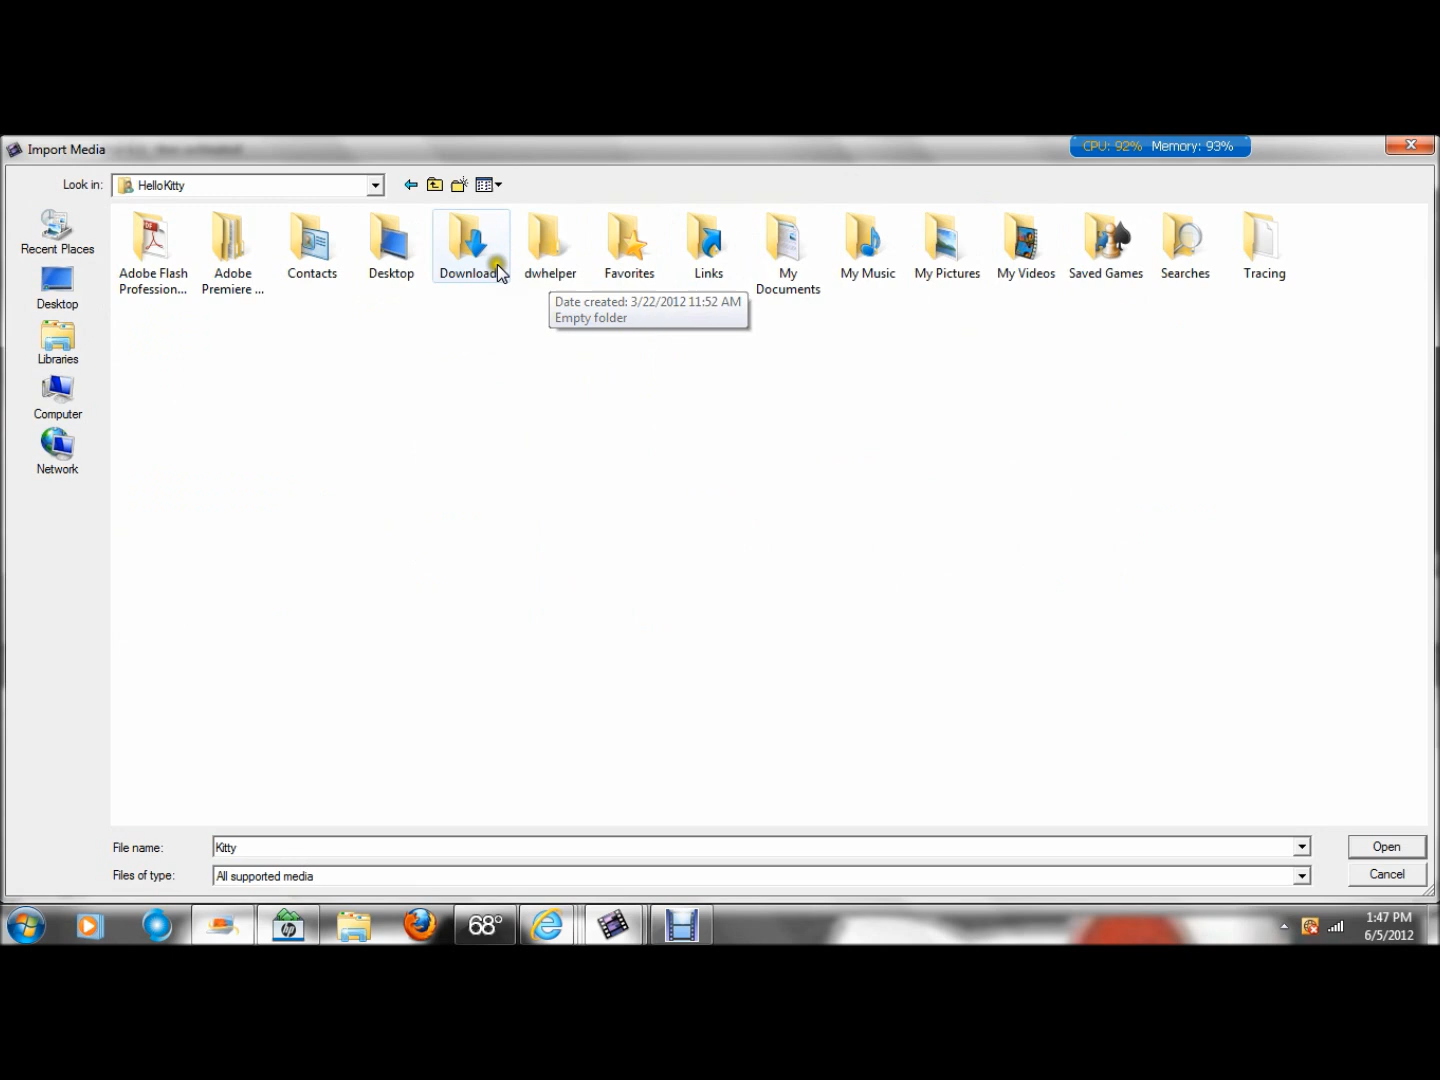 Import Media
CPU: 92% Memory: 93%
Look in: HelloKitty
Recent Places
Desktop
Libraries
Computer
Network
Adobe Flash
Profession...
Adobe
Premiere ...
Contacts
Desktop
Download
dwhelper
Favorites
Links
My
Documents
My Music
My Pictures
My Videos
Saved Games
Searches
Tracing
Date created: 3/22/2012 11:52 AM
Empty folder
File name: Kitty
Open
Files of type: All supported media
Cancel
hp
68°
1:47 PM
6/5/2012